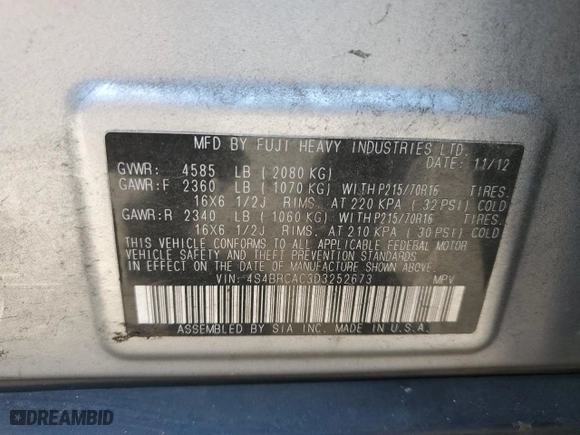 MFD BY FUJI HEAVY INDUSTRIES LTD.
DATE: 11/12
GVWR: 4585 LB ( 2080 KG)
GAWR:F 2360 LB ( 1070 KG) WITH P215/70R16 TIRES.
16X6 1/2J RIMS. AT 220 KPA ( 32 PSI) COLD
GAWR:R 2340 LB ( 1060 KG) WITH P215/70R16 TIRES.
16X6 1/2J RIMS. AT 210 KPA ( 30 PSI) COLD
THIS VEHICLE CONFORMS TO ALL APPLICABLE FEDERAL MOTOR
VEHICLE SAFETY AND THEFT PREVENTION STANDARDS
IN EFFECT ON THE DATE OF MANUFACTURE SHOWN ABOVE.
VIN: 4S4BRCAC3D3252673 MPV
ASSEMBLED BY SIA INC. MADE IN U.S.A.
DREAMBID